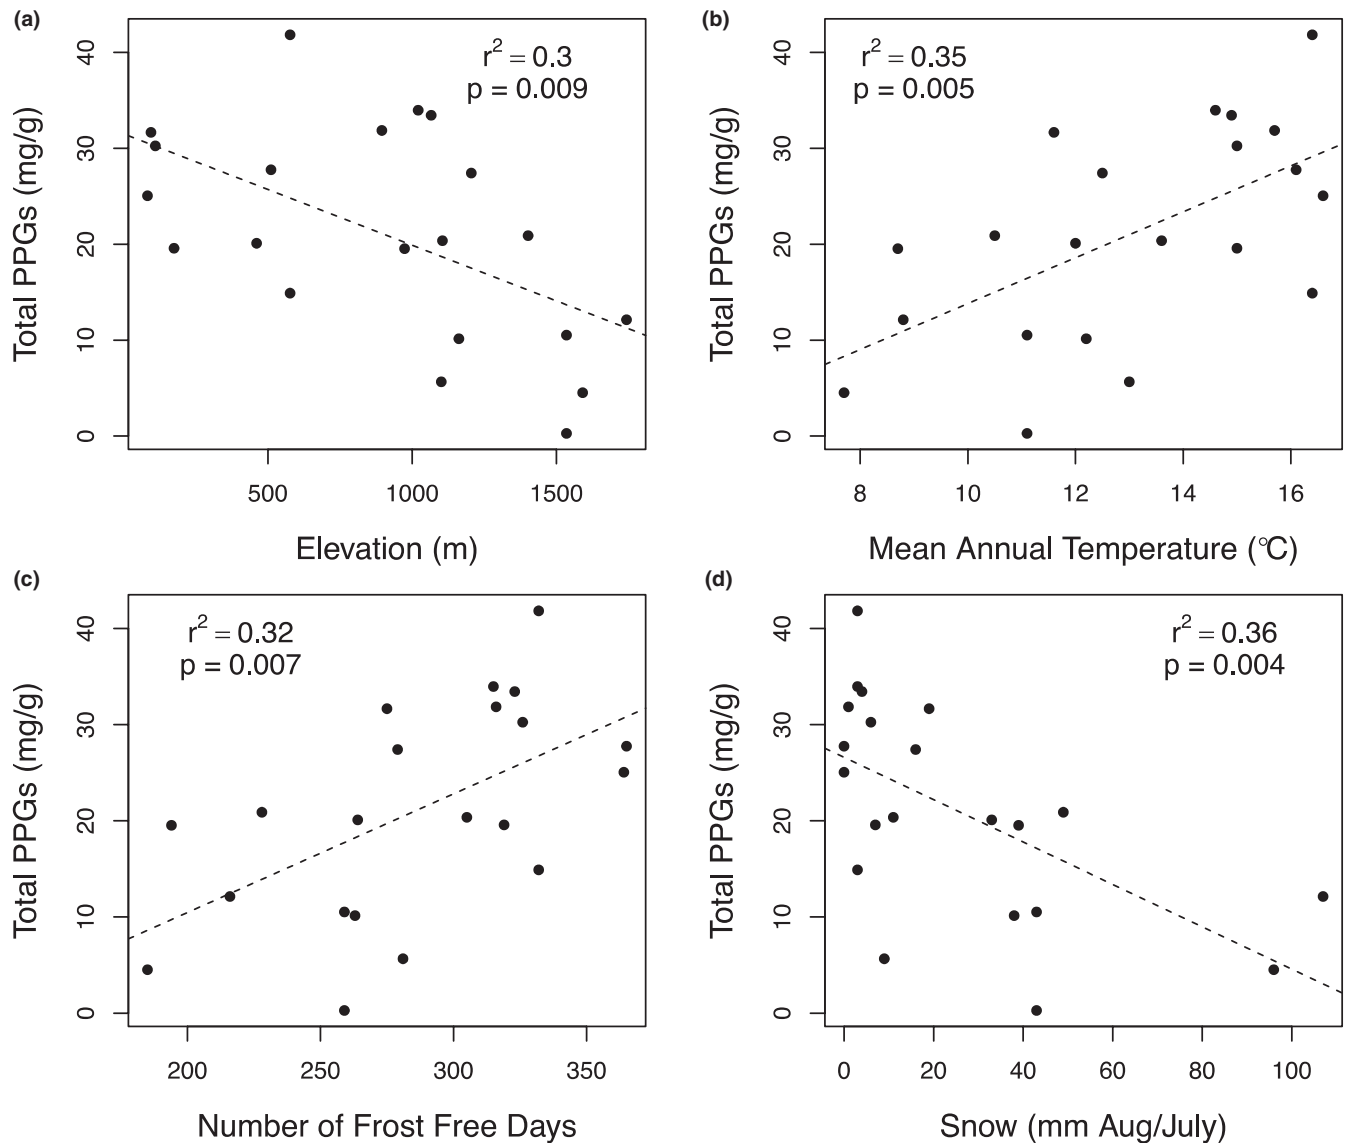 (a)
r² = 0.3
p = 0.009
Total PPGs (mg/g)
0
10
20
30
40
500
1000
1500
Elevation (m)
(b)
r² = 0.35
p = 0.005
Total PPGs (mg/g)
0
10
20
30
40
8
10
12
14
16
Mean Annual Temperature (°C)
(c)
r² = 0.32
p = 0.007
Total PPGs (mg/g)
0
10
20
30
40
200
250
300
350
Number of Frost Free Days
(d)
r² = 0.36
p = 0.004
Total PPGs (mg/g)
0
10
20
30
40
0
20
40
60
80
100
Snow (mm Aug/July)